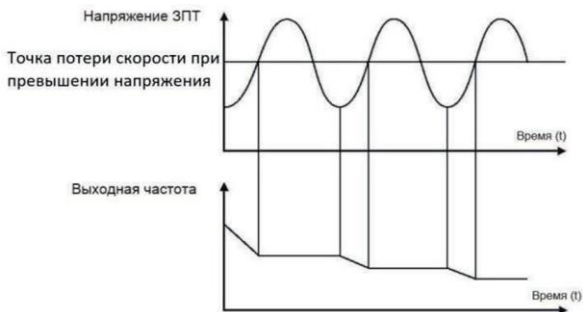 Напряжение ЗПТ
Точка потери скорости при
превышении напряжения
Время (t)
Выходная частота
Время (t)